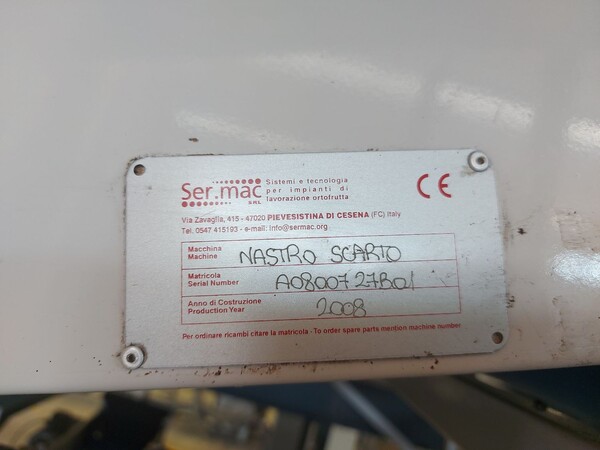 Ser.mac
SRL
Sistemi e tecnologia
per impianti di
lavorazione ortofrutta
CE
Via Zavaglia, 415 - 47020 PIEVESISTINA DI CESENA (FC) Italy
Tel. 0547 415193 - e-mail: info@sermac.org
Macchina
Machine
NASTRO SCARTO
Matricola
Serial Number
A0800727B01
Anno di Costruzione
Production Year
2008
Per ordinare ricambi citare la matricola - To order spare parts mention machine number